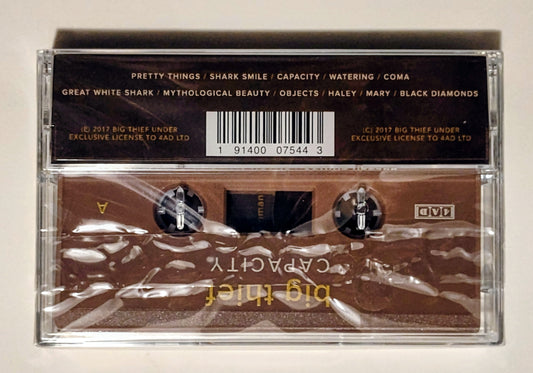 PRETTY THINGS / SHARK SMILE / CAPACITY / WATERING / COMA
GREAT WHITE SHARK / MYTHOLOGICAL BEAUTY / OBJECTS / HALEY / MARY / BLACK DIAMONDS
(P) 2017 BIG THIEF UNDER
EXCLUSIVE LICENSE TO 4AD LTD
1 91400 07544 3
(C) 2017 BIG THIEF UNDER
EXCLUSIVE LICENSE TO 4AD LTD
A
4AD
CAPACITY
big thief